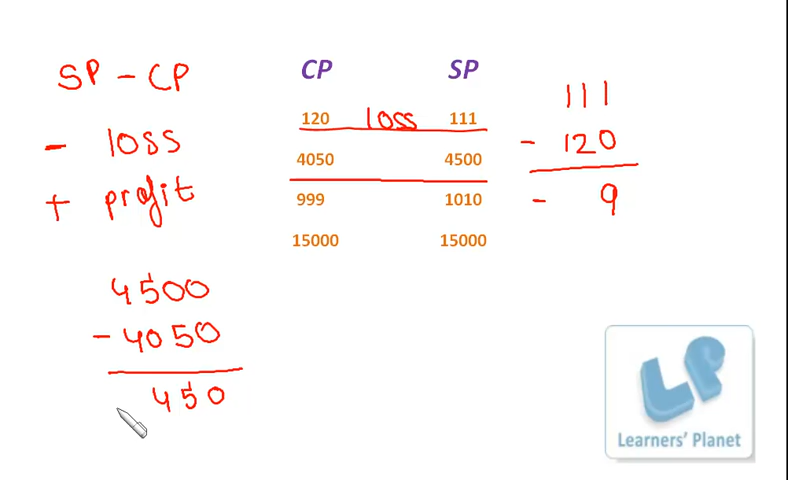 SP - CP
- loss
+ profit
4500
- 4050
450
CP SP
120 loss 111
4050 4500
999 1010
15000 15000
111
- 120
- 9
LP
Learners' Planet